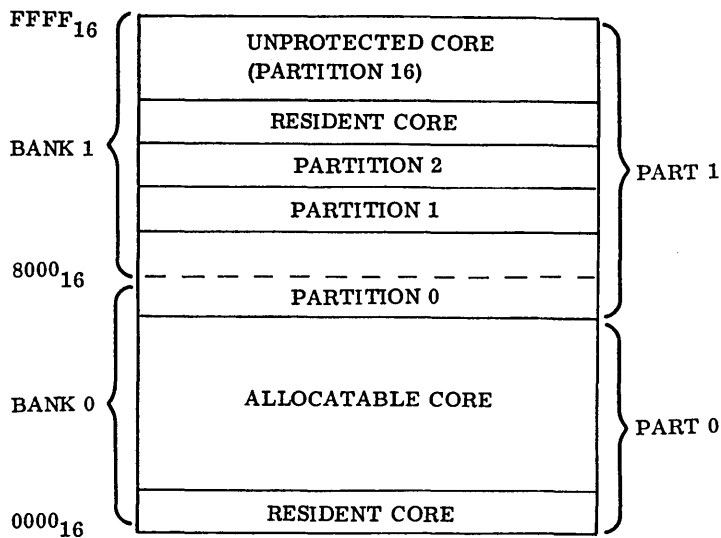 FFFF16
UNPROTECTED CORE
(PARTITION 16)
RESIDENT CORE
BANK 1
PARTITION 2
PART 1
PARTITION 1
800016
PARTITION 0
BANK 0
ALLOCATABLE CORE
PART 0
RESIDENT CORE
000016